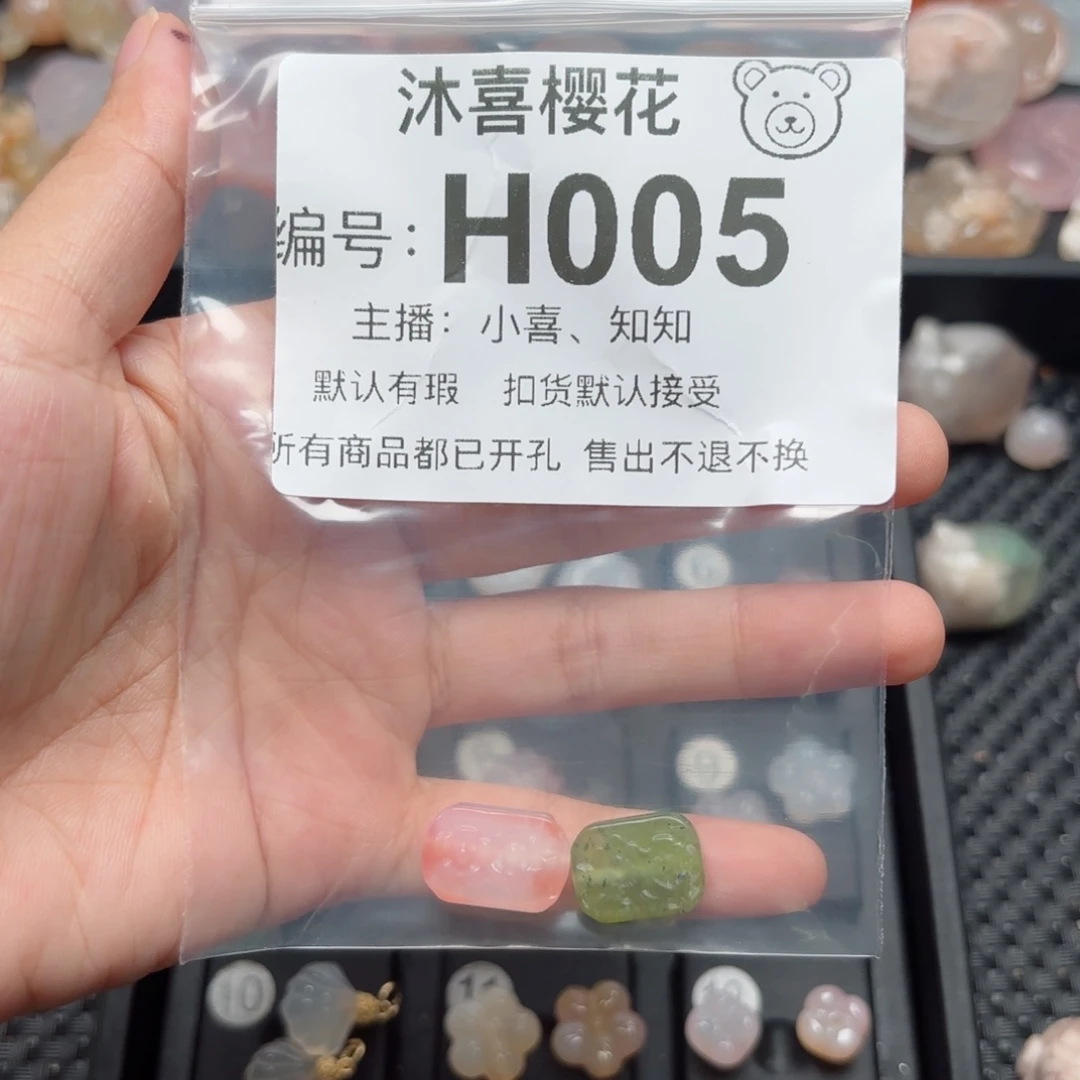 沐喜樱花
编号:H005
主播：小喜、知知
默认有瑕 扣货默认接受
所有商品都已开孔 售出不退不换
10